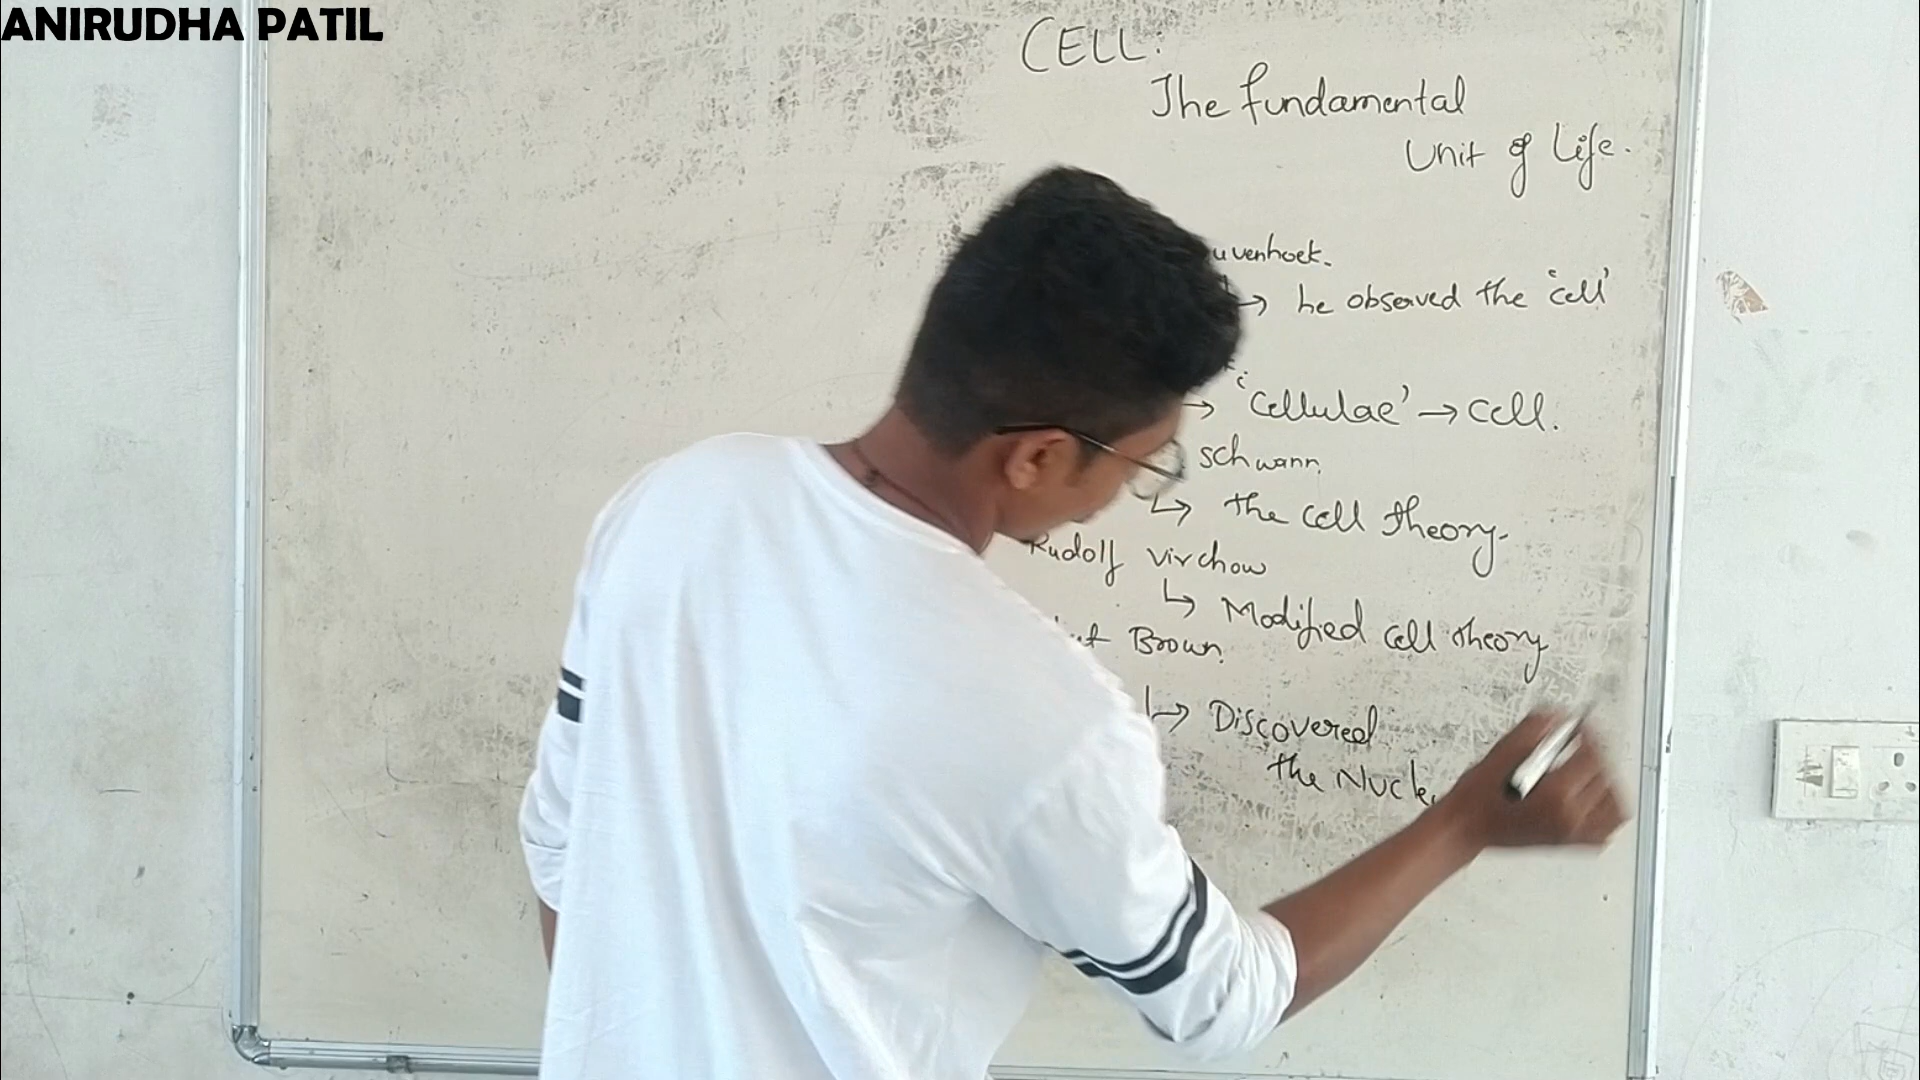 ANIRUDHA PATIL
CELL:
The fundamental
Unit of Life.
uvenhoek.
→ he observed the 'cell'
→ 'Cellulae' → Cell.
schwann
↳ the cell theory.
Rudolf virchow
↳ Modified cell theory
Brown
↳ Discovered
the Nucle